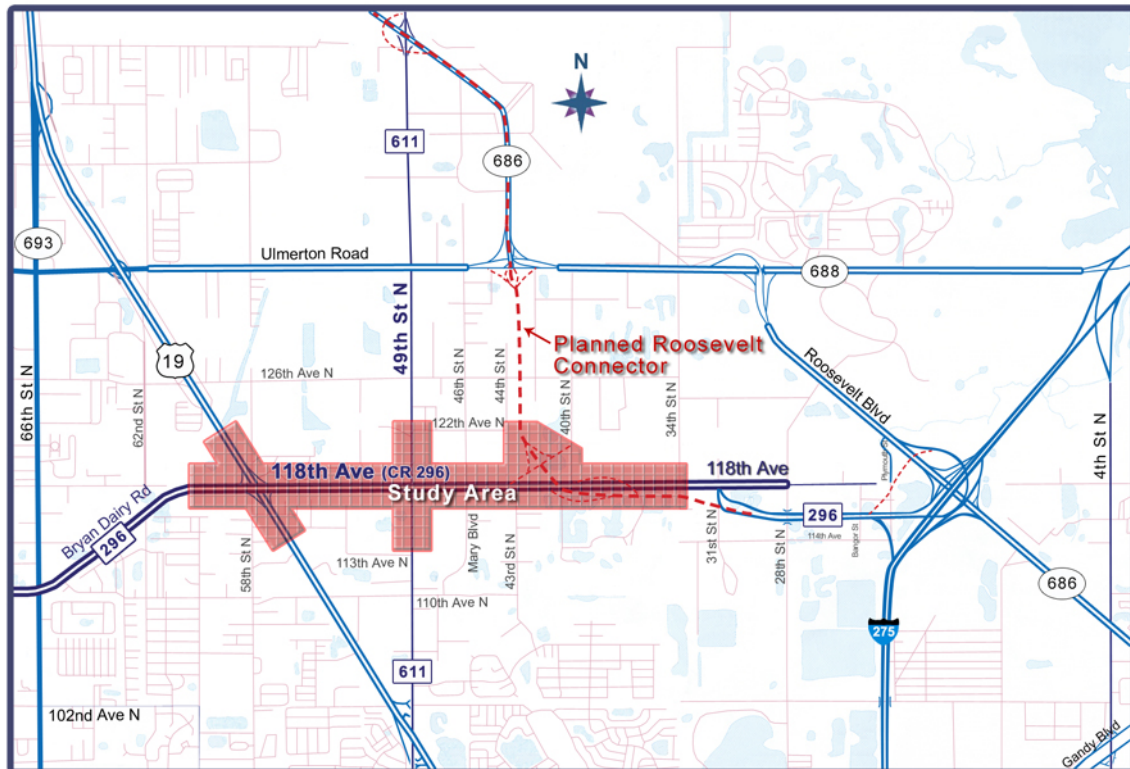 N
611
686
693
Ulmerton Road
688
49th St N
Planned Roosevelt
Connector
19
46th St N
44th St N
40th St N
34th St N
126th Ave N
62nd St N
66th St N
Roosevelt Blvd
4th St N
122nd Ave N
118th Ave (CR 296)
118th Ave
Study Area
Bryan Dairy Rd
296
296
31st St N
28th St N
114th Ave
Bangor St
58th St N
113th Ave N
Mary Blvd
43rd St N
110th Ave N
686
275
611
102nd Ave N
Gandy Blvd